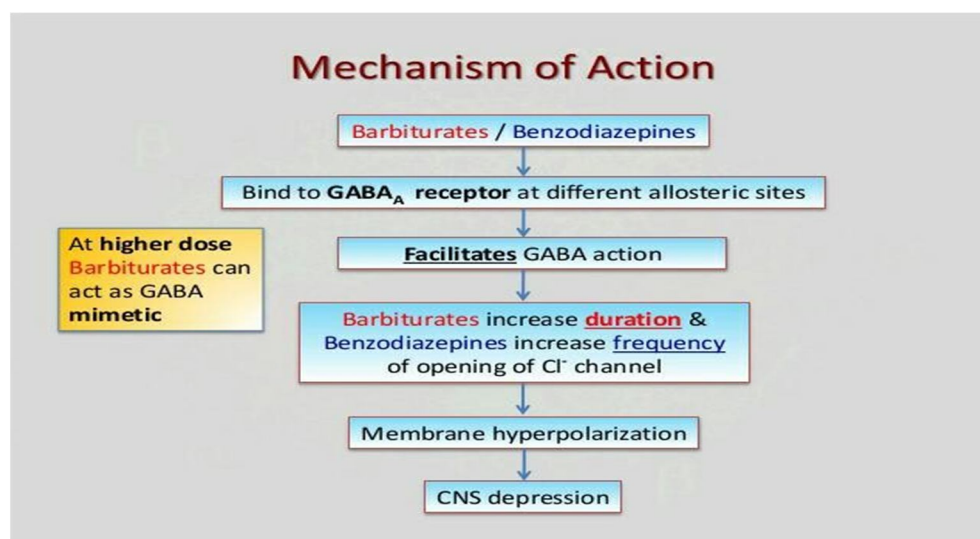 Mechanism of Action
Barbiturates / Benzodiazepines
Bind to GABAA receptor at different allosteric sites
Facilitates GABA action
At higher dose
Barbiturates can
act as GABA
mimetic
Barbiturates increase duration &
Benzodiazepines increase frequency
of opening of Cl⁻ channel
Membrane hyperpolarization
CNS depression